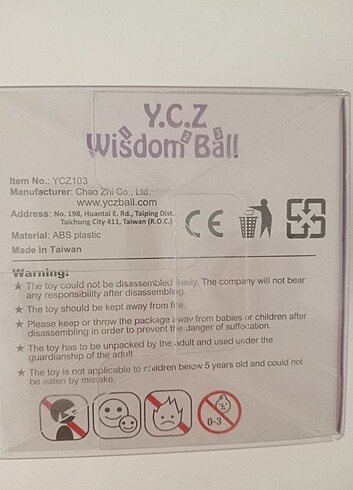 Y.C.Z
Wisdom Ball
Item No.: YCZ103
Manufacturer: Chao Zhi Co., Ltd.
www.yczball.com
Address: No. 198, Huantai E. Rd., Taiping Dist.
Taichung City 411, Taiwan (R.O.C.)
Material: ABS plastic
Made in Taiwan
CE
Warning:
★ The toy could not be disassembled freely. The company will not bear
any responsibility after disassembling.
★ The toy should be kept away from fire.
★ Please keep or throw the package away from babies or children after
disassembling in order to prevent the danger of suffocation.
★ The toy has to be unpacked by the adult and used under the
guardianship of the adult
★ The toy is not applicable to children below 5 years old and could not
be eaten by mistake.
0-3